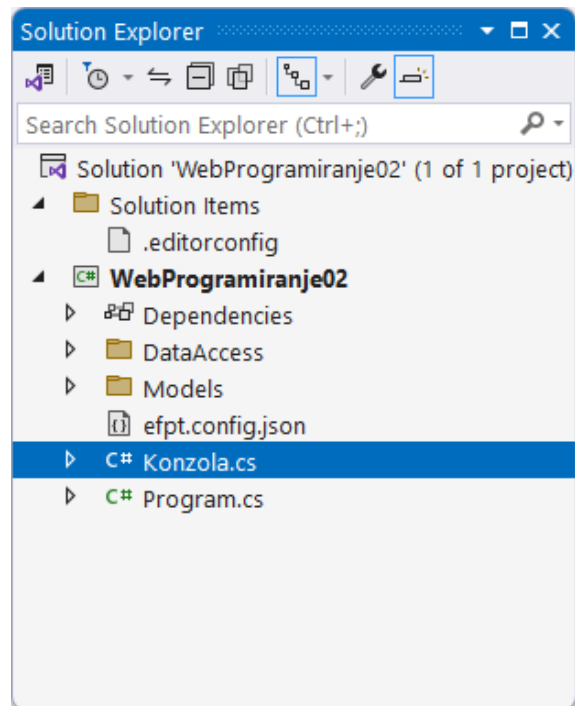 Solution Explorer
Search Solution Explorer (Ctrl+;)
Solution 'WebProgramiranje02' (1 of 1 project)
Solution Items
.editorconfig
C# WebProgramiranje02
Dependencies
DataAccess
Models
efpt.config.json
C# Konzola.cs
C# Program.cs